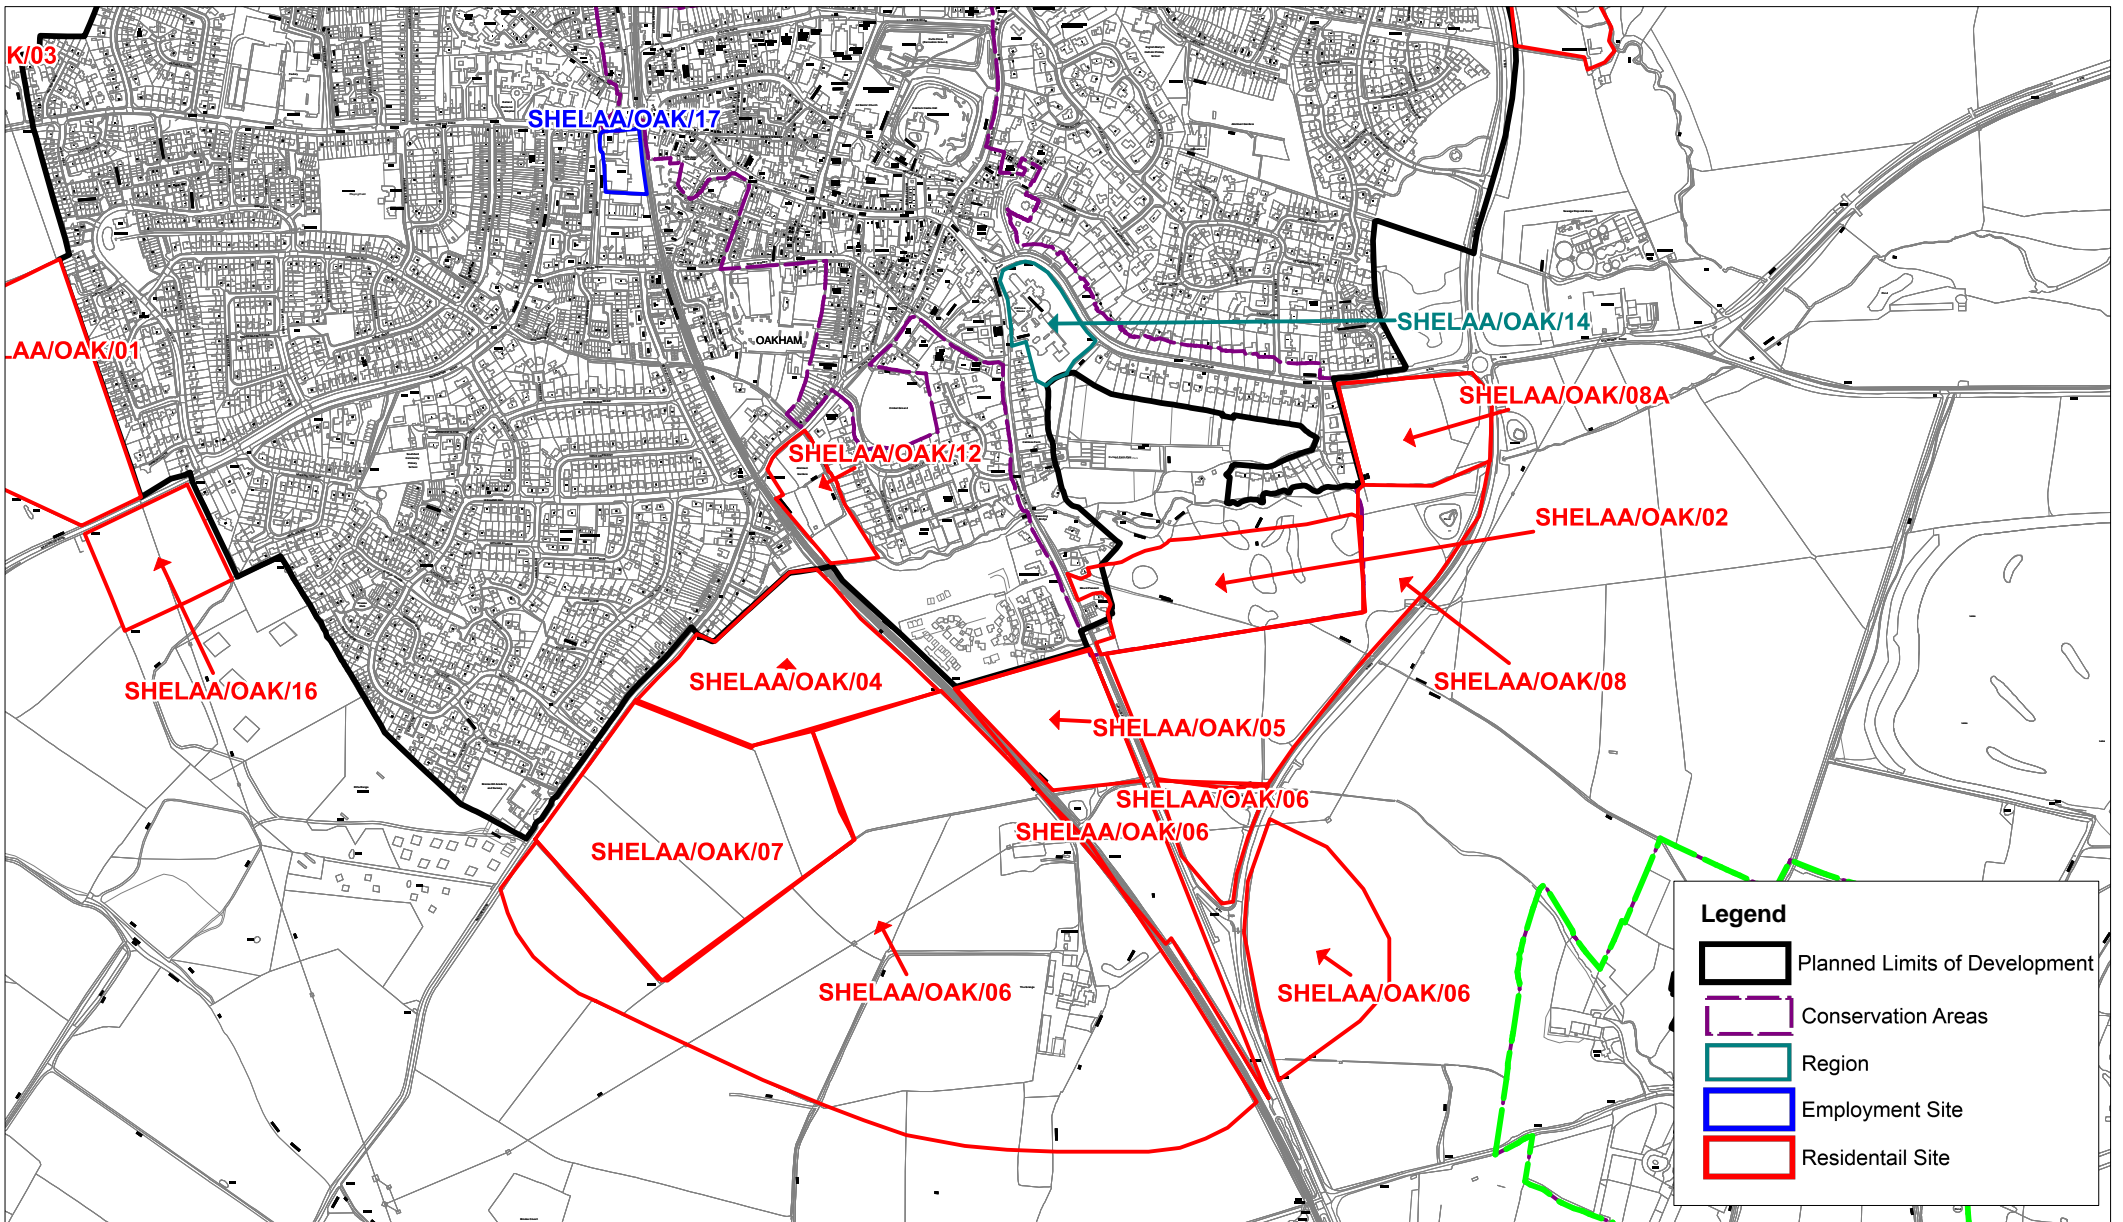 K/03
SHELAA/OAK/17
SHELAA/OAK/14
LAA/OAK/01
OAKHAM
SHELAA/OAK/08A
SHELAA/OAK/12
SHELAA/OAK/02
SHELAA/OAK/16
SHELAA/OAK/04
SHELAA/OAK/08
SHELAA/OAK/05
SHELAA/OAK/06
SHELAA/OAK/06
SHELAA/OAK/07
SHELAA/OAK/06
SHELAA/OAK/06
Legend
Planned Limits of Development
Conservation Areas
Region
Employment Site
Residentail Site